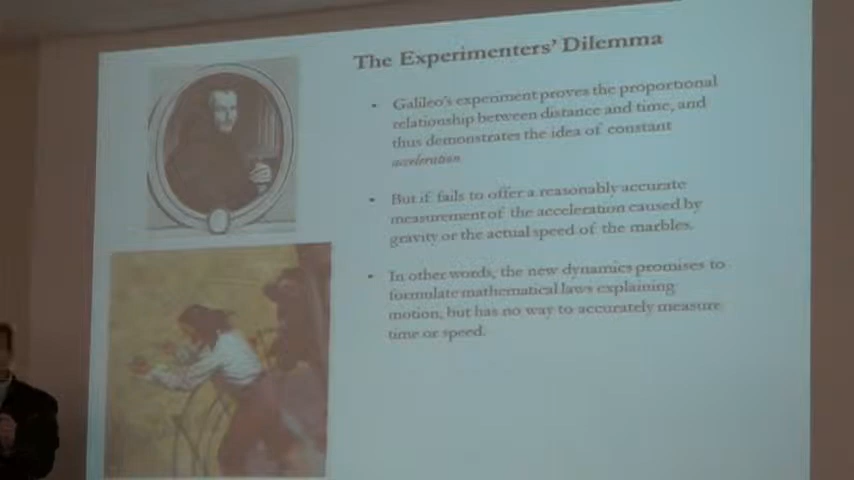 The Experimenters' Dilemma
• Galileo's experiment proves the proportional
relationship between distance and time, and
thus demonstrates the idea of constant
acceleration
• But if fails to offer a reasonably accurate
measurement of the acceleration caused by
gravity or the actual speed of the marbles.
• In other words, the new dynamics promises to
formulate mathematical laws explaining
motion, but has no way to accurately measure
time or speed.